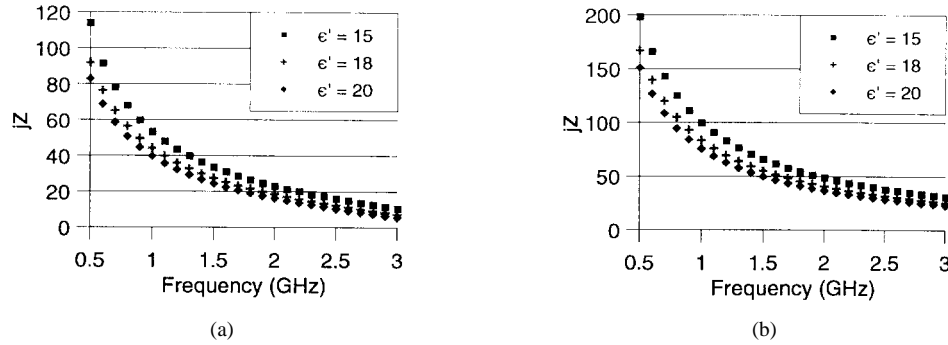 120
100
80
60
40
20
0
jZ
ϵ' = 15
ϵ' = 18
ϵ' = 20
0.5 1 1.5 2 2.5 3
Frequency (GHz)
(a)
200
150
100
50
0
jZ
ϵ' = 15
ϵ' = 18
ϵ' = 20
0.5 1 1.5 2 2.5 3
Frequency (GHz)
(b)